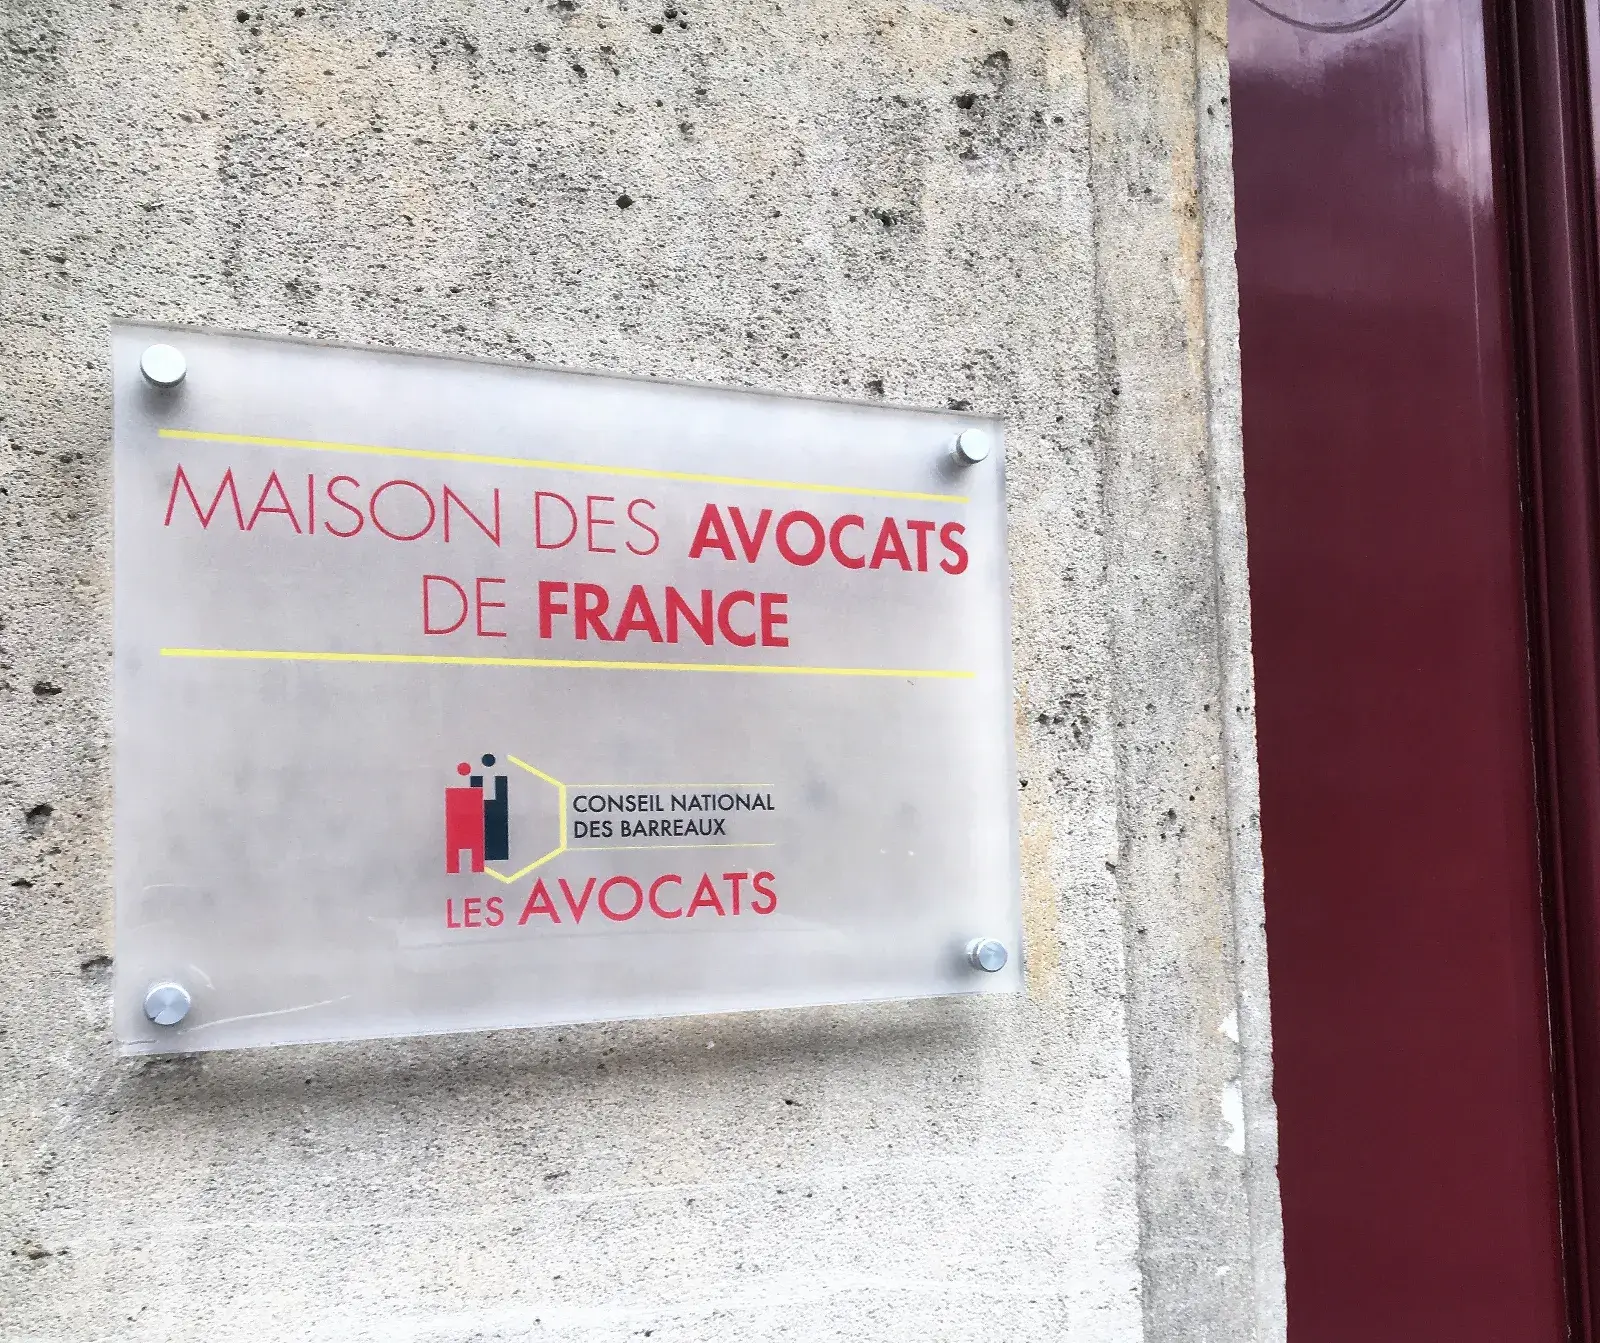 MAISON DES AVOCATS
DE FRANCE
CONSEIL NATIONAL
DES BARREAUX
LES AVOCATS